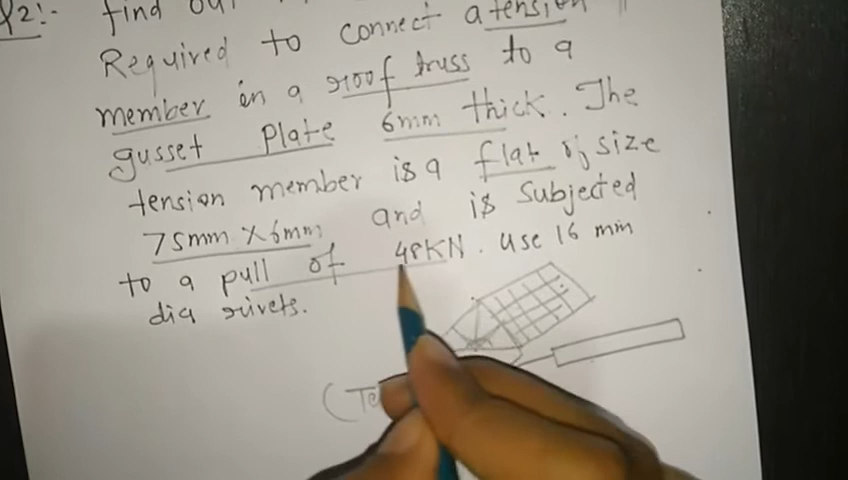 Q2:- find out
Required to connect a tension
member in a roof truss to a
gusset plate 6mm thick. The
tension member is a flat of size
75mm x 6mm and is subjected
to a pull of 48KN. use 16 mm
dia rivets.
(Te